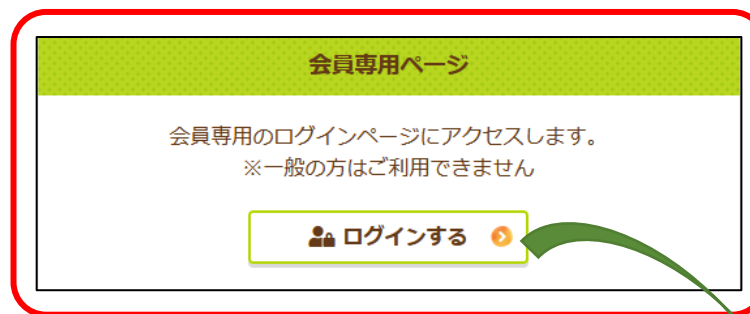 会員専用ページ
会員専用のログインページにアクセスします。
※一般の方はご利用できません
ログインする